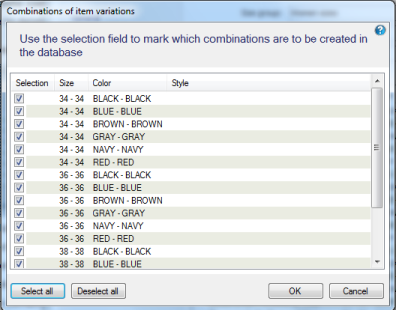 Combinations of item variations
Use the selection field to mark which combinations are to be created in
the database
Selection Size Color Style
34 - 34 BLACK - BLACK
34 - 34 BLUE - BLUE
34 - 34 BROWN - BROWN
34 - 34 GRAY - GRAY
34 - 34 NAVY - NAVY
34 - 34 RED - RED
36 - 36 BLACK - BLACK
36 - 36 BLUE - BLUE
36 - 36 BROWN - BROWN
36 - 36 GRAY - GRAY
36 - 36 NAVY - NAVY
36 - 36 RED - RED
38 - 38 BLACK - BLACK
38 - 38 BLUE - BLUE
Select all Deselect all OK Cancel